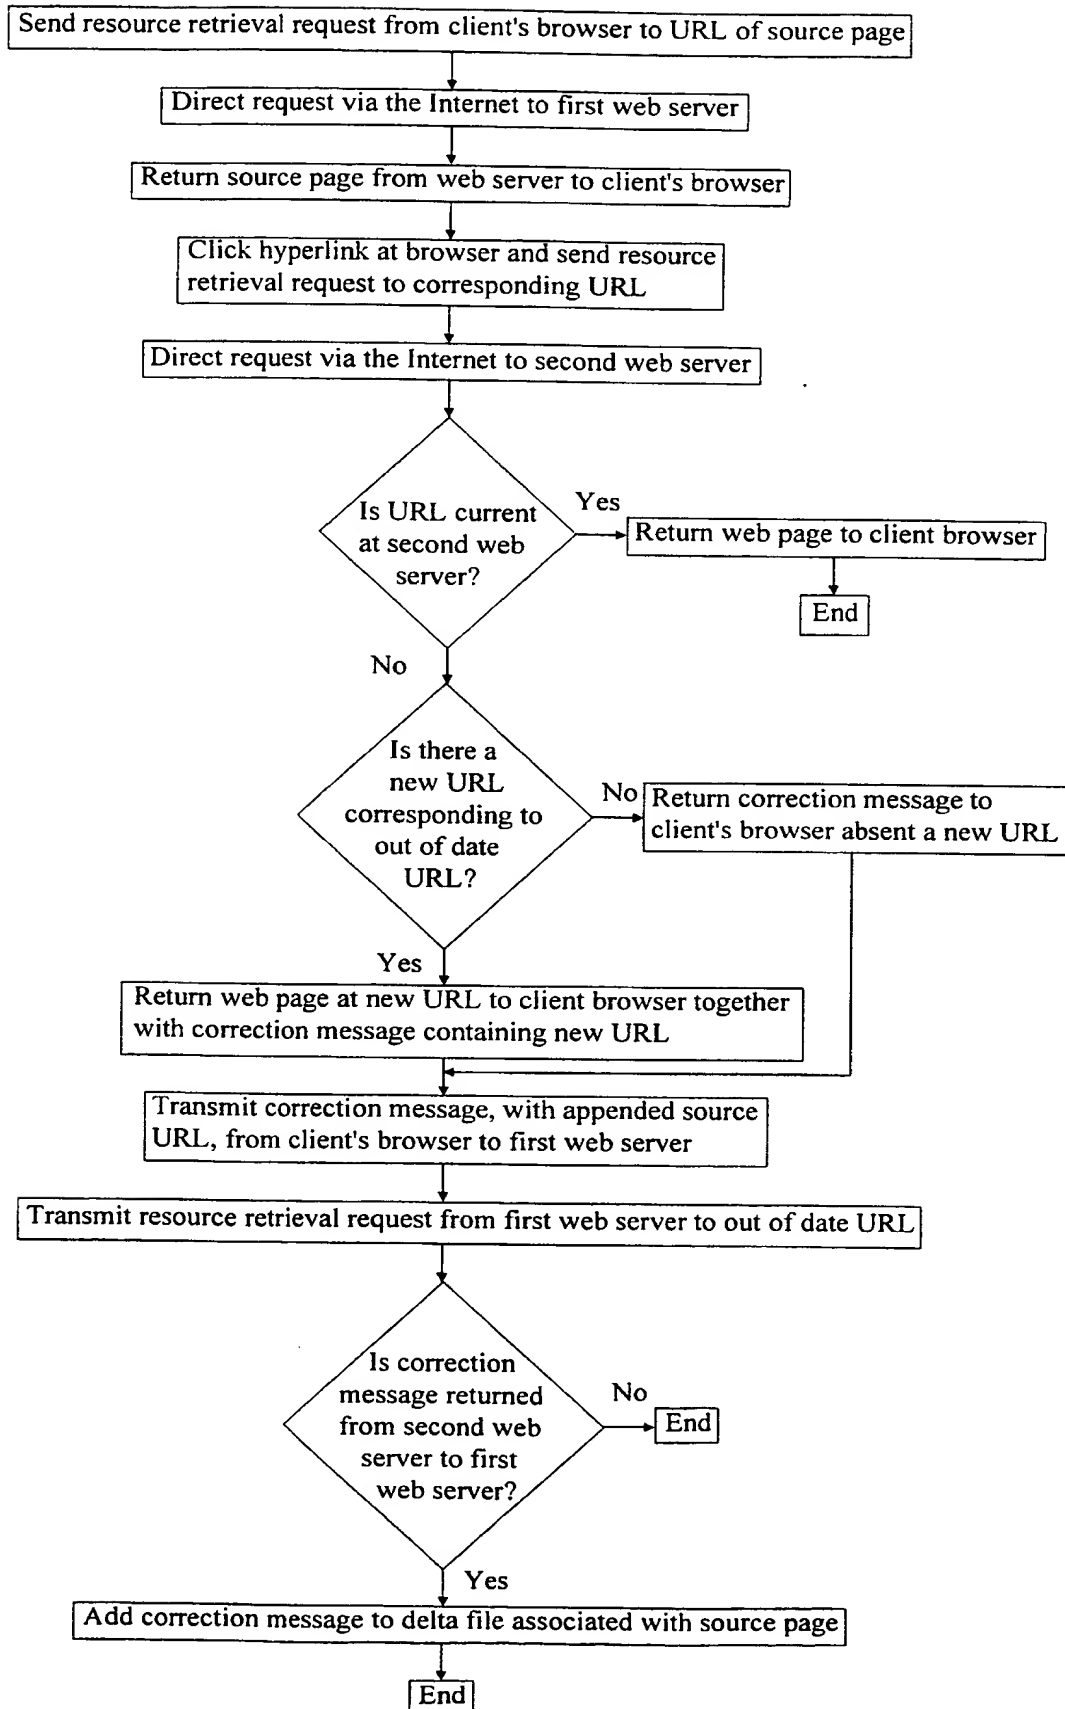 Send resource retrieval request from client's browser to URL of source page
Direct request via the Internet to first web server
Return source page from web server to client's browser
Click hyperlink at browser and send resource
retrieval request to corresponding URL
Direct request via the Internet to second web server
Is URL current
at second web
server?
Yes
Return web page to client browser
End
No
Is there a
new URL
corresponding to
out of date
URL?
No
Return correction message to
client's browser absent a new URL
Yes
Return web page at new URL to client browser together
with correction message containing new URL
Transmit correction message, with appended source
URL, from client's browser to first web server
Transmit resource retrieval request from first web server to out of date URL
Is correction
message returned
from second web
server to first
web server?
No
End
Yes
Add correction message to delta file associated with source page
End